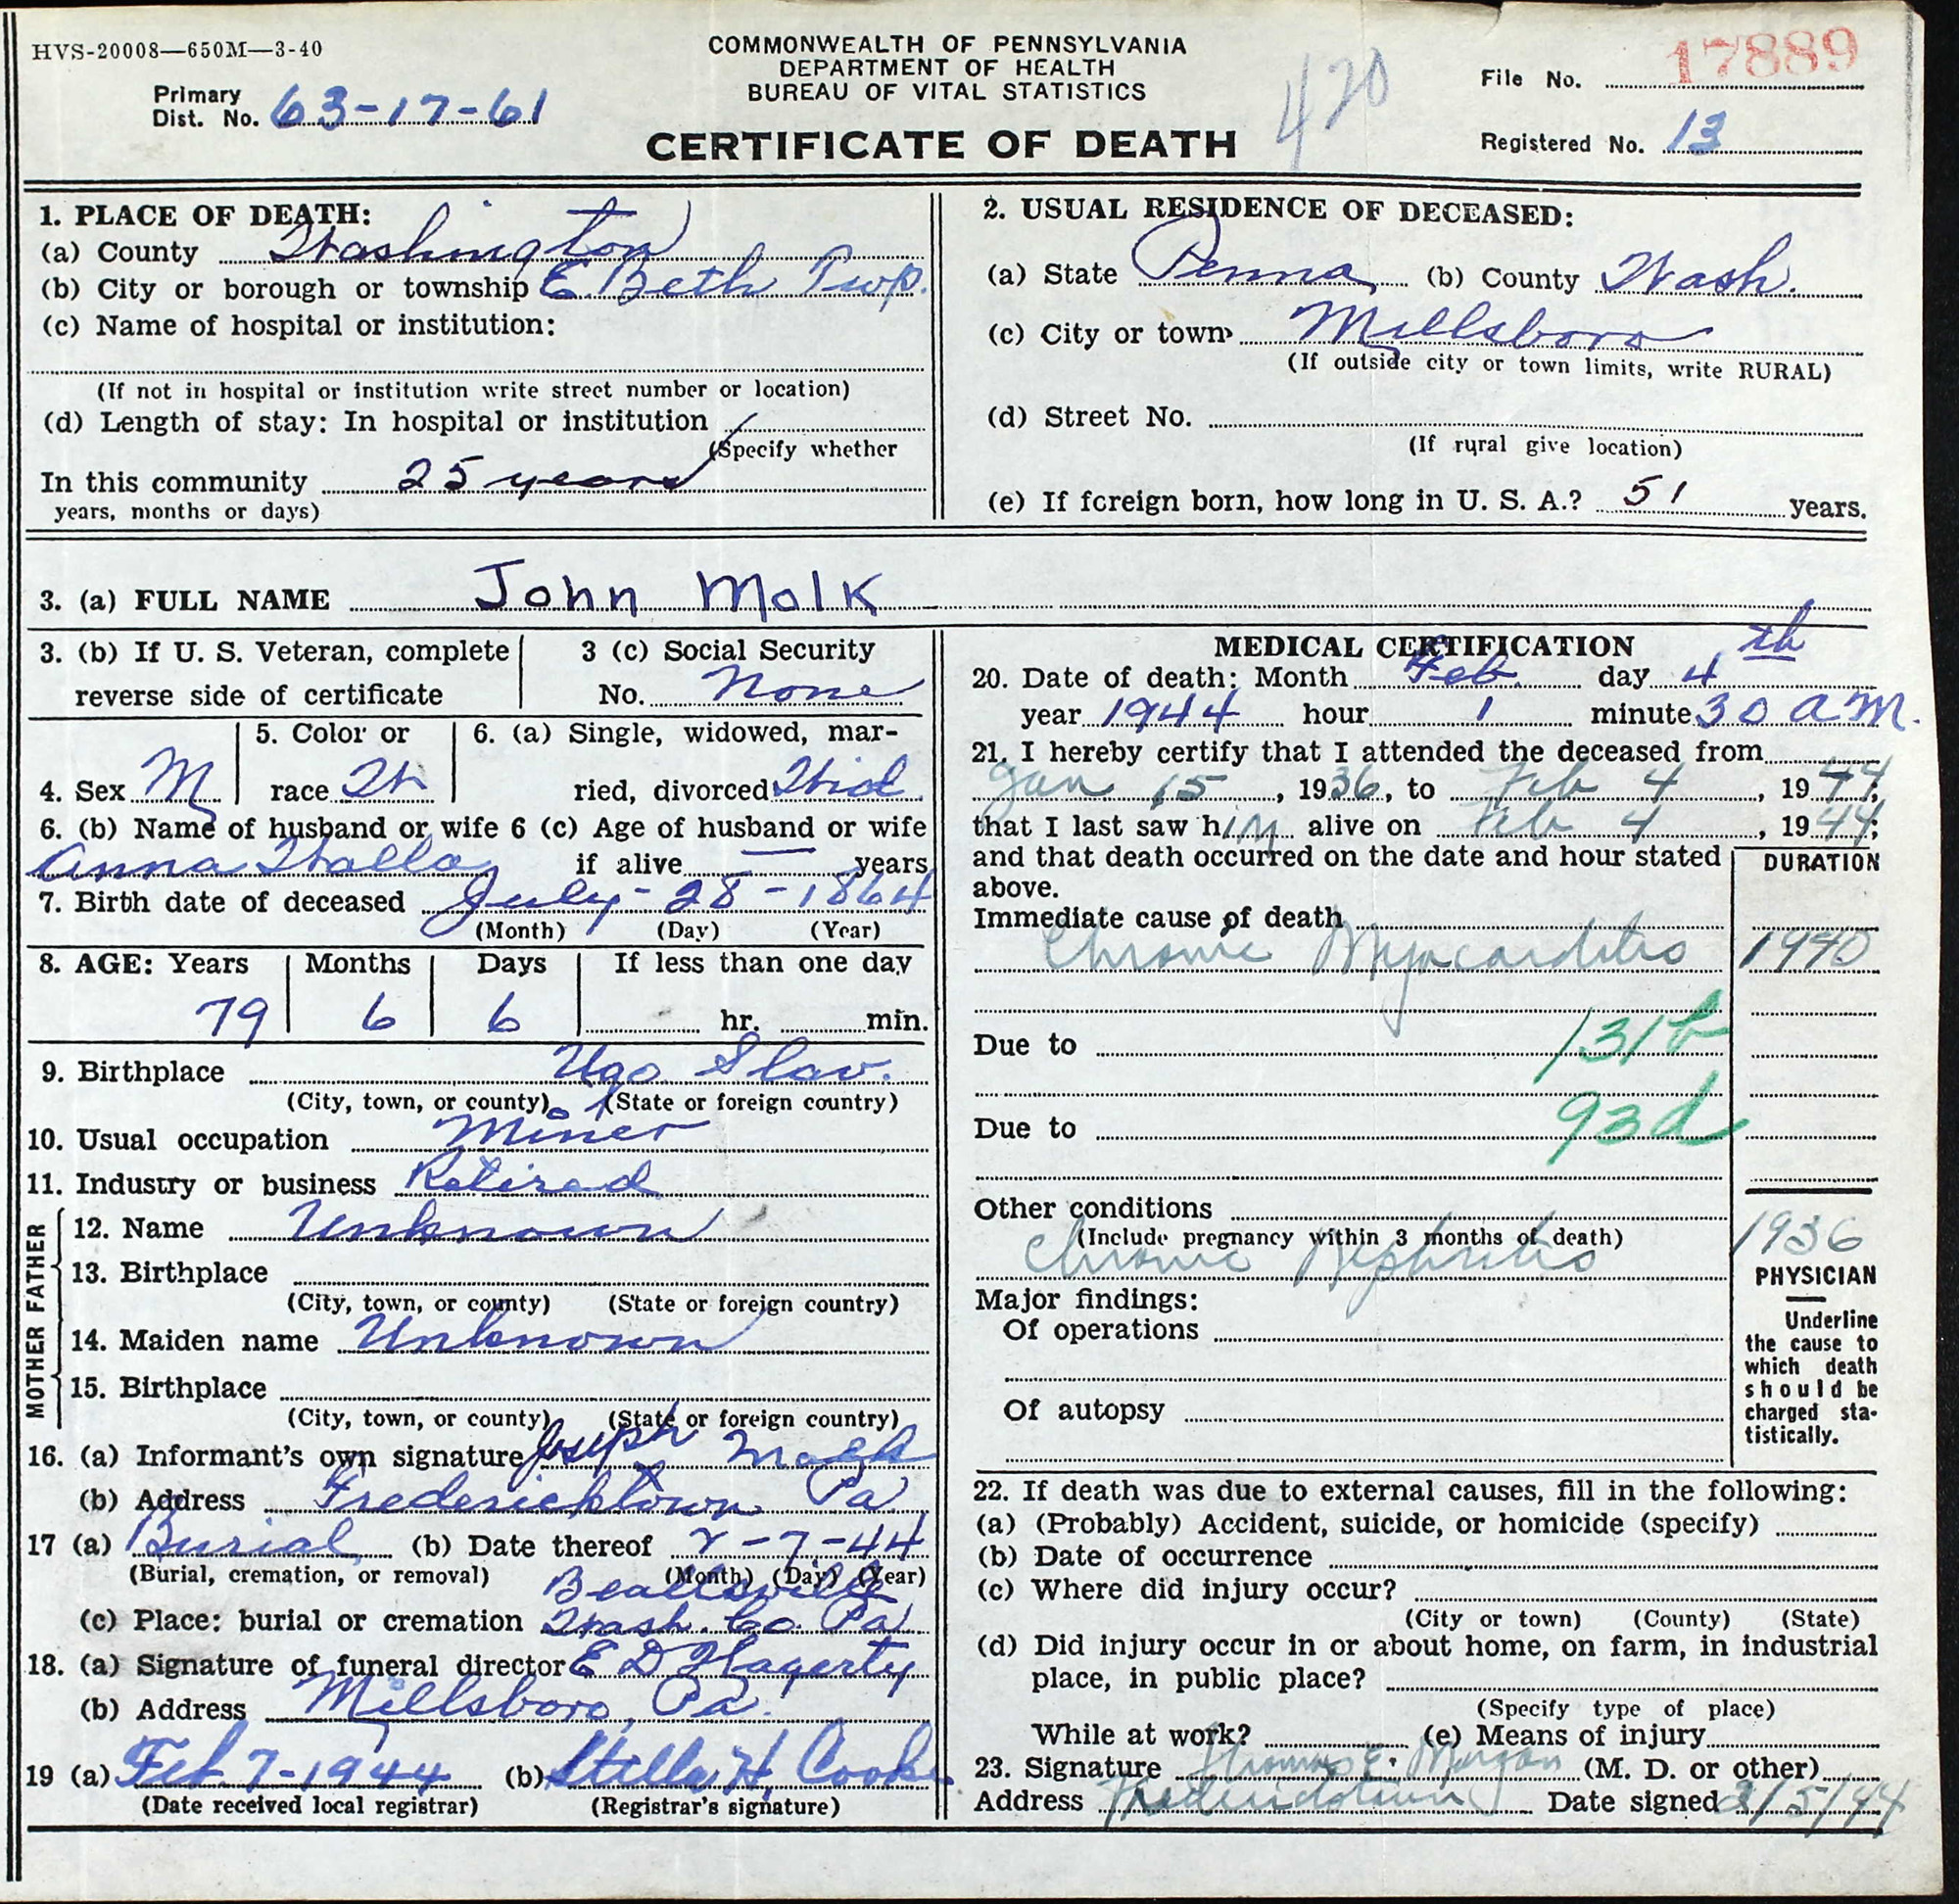 HVS-20008—650M—3-40
COMMONWEALTH OF PENNSYLVANIA
DEPARTMENT OF HEALTH
BUREAU OF VITAL STATISTICS
CERTIFICATE OF DEATH
420
Primary
Dist. No. 63-17-61
File No. 17889
Registered No. 13
1. PLACE OF DEATH:
(a) County Washington
(b) City or borough or township E Beth Twp.
(c) Name of hospital or institution:
(If not in hospital or institution write street number or location)
(d) Length of stay: In hospital or institution
(Specify whether
In this community 25 years
years, months or days)
2. USUAL RESIDENCE OF DECEASED:
(a) State Penna (b) County Wash.
(c) City or town Millsboro
(If outside city or town limits, write RURAL)
(d) Street No.
(If rural give location)
(e) If foreign born, how long in U. S. A.? 51 years.
3. (a) FULL NAME John Molk
3. (b) If U. S. Veteran, complete
reverse side of certificate
3 (c) Social Security
No. None
4. Sex M
5. Color or
race Wh
6. (a) Single, widowed, mar-
ried, divorced Wid.
6. (b) Name of husband or wife 6 (c) Age of husband or wife
Anna if alive — years
7. Birth date of deceased July - 28 - 1864
(Month) (Day) (Year)
8. AGE: Years Months Days If less than one day
79 6 6 hr. min.
9. Birthplace Ugo Slav.
(City, town, or county) (State or foreign country)
10. Usual occupation Miner
11. Industry or business Retired
FATHER
12. Name Unknown
13. Birthplace
(City, town, or county) (State or foreign country)
MOTHER
14. Maiden name Unknown
15. Birthplace
(City, town, or county) (State or foreign country)
16. (a) Informant's own signature Joseph Molk
(b) Address Fredericktown Pa
17 (a) Burial (b) Date thereof 2-7-44
(Burial, cremation, or removal) (Month) (Day) (Year)
Beallsville
(c) Place: burial or cremation Wash. Co. Pa
18. (a) Signature of funeral director E D Hagerty
(b) Address Millsboro, Pa.
19 (a) Feb. 7-1944 (b) Stella H. Cooke
(Date received local registrar) (Registrar's signature)
MEDICAL CERTIFICATION
20. Date of death: Month Feb. day 4th
year 1944 hour 1 minute 30 a M.
21. I hereby certify that I attended the deceased from
Jan 15, 1936, to Feb 4, 1944;
that I last saw him alive on Feb 4, 1944;
and that death occurred on the date and hour stated
above.
DURATION
Immediate cause of death
Chronic Myocarditis 1940
Due to 131b
Due to 93d
Other conditions
(Include pregnancy within 3 months of death)
Chronic Nephritis 1936
Major findings:
Of operations
Of autopsy
PHYSICIAN
Underline
the cause to
which death
should be
charged sta-
tistically.
22. If death was due to external causes, fill in the following:
(a) (Probably) Accident, suicide, or homicide (specify)
(b) Date of occurrence
(c) Where did injury occur?
(City or town) (County) (State)
(d) Did injury occur in or about home, on farm, in industrial
place, in public place?
(Specify type of place)
While at work? (e) Means of injury
23. Signature Thomas E. Morgan (M. D. or other)
Address Fredericktown Date signed 2/5/44